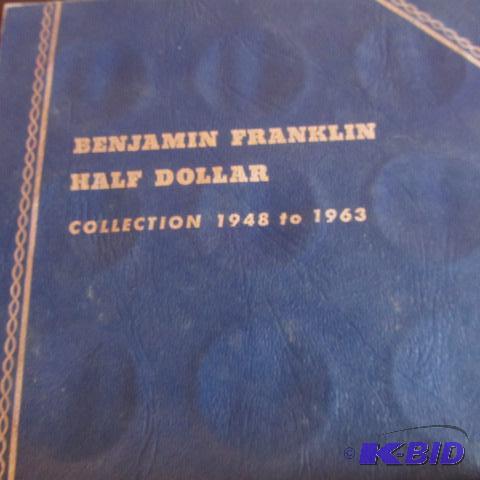 BENJAMIN FRANKLIN
HALF DOLLAR
COLLECTION 1948 to 1963
© K-BID